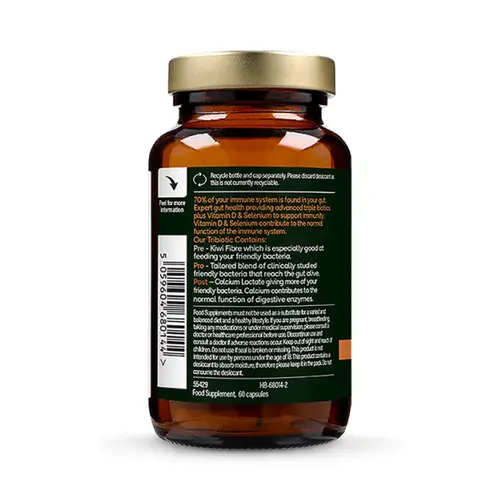 Recycle bottle and cap separately. Please discard desiccant as
this is not currently recyclable.
Peel for more
information
70% of your immune system is found in your gut.
Expert gut health providing advanced triple biotics
plus Vitamin D & Selenium to support immunity.
Vitamin D & Selenium contribute to the normal
function of the immune system.
Our Tribiotic Contains:
Pre - Kiwi Fibre which is especially good at
feeding your friendly bacteria.
Pro - Tailored blend of clinically studied
friendly bacteria that reach the gut alive.
Post – Calcium Lactate giving more of your
friendly bacteria. Calcium contributes to the
normal function of digestive enzymes.
Food Supplements must not be used as a substitute for a varied and
balanced diet and a healthy lifestyle. If you are pregnant, breastfeeding,
taking any medications or under medical supervision, please consult a
doctor or healthcare professional before use. Discontinue use and
consult a doctor if adverse reactions occur. Keep out of sight and reach of
children. Do not use if seal is broken or missing. This product is not
intended for use by persons under the age of 18. This product contains a
desiccant to absorb moisture, therefore please keep it in the pack. Do not
consume the desiccant.
55429 HB-68014-2
Food Supplement, 60 capsules
5 059604 680144 >